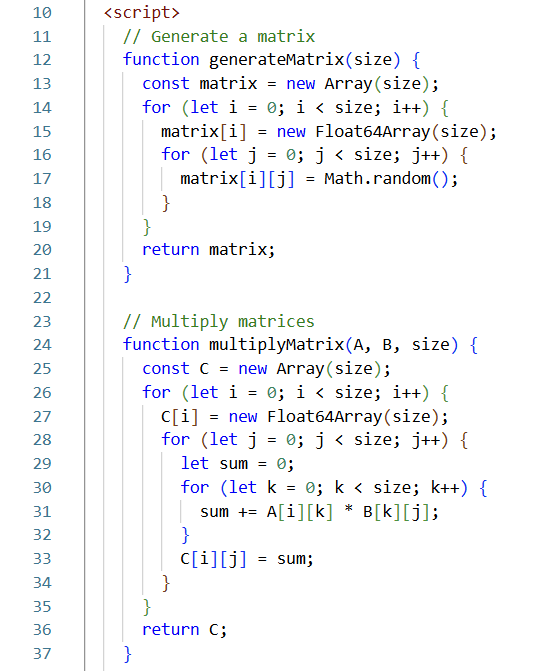 10 <script>
11 // Generate a matrix
12 function generateMatrix(size) {
13 const matrix = new Array(size);
14 for (let i = 0; i < size; i++) {
15 matrix[i] = new Float64Array(size);
16 for (let j = 0; j < size; j++) {
17 matrix[i][j] = Math.random();
18 }
19 }
20 return matrix;
21 }
22
23 // Multiply matrices
24 function multiplyMatrix(A, B, size) {
25 const C = new Array(size);
26 for (let i = 0; i < size; i++) {
27 C[i] = new Float64Array(size);
28 for (let j = 0; j < size; j++) {
29 let sum = 0;
30 for (let k = 0; k < size; k++) {
31 sum += A[i][k] * B[k][j];
32 }
33 C[i][j] = sum;
34 }
35 }
36 return C;
37 }